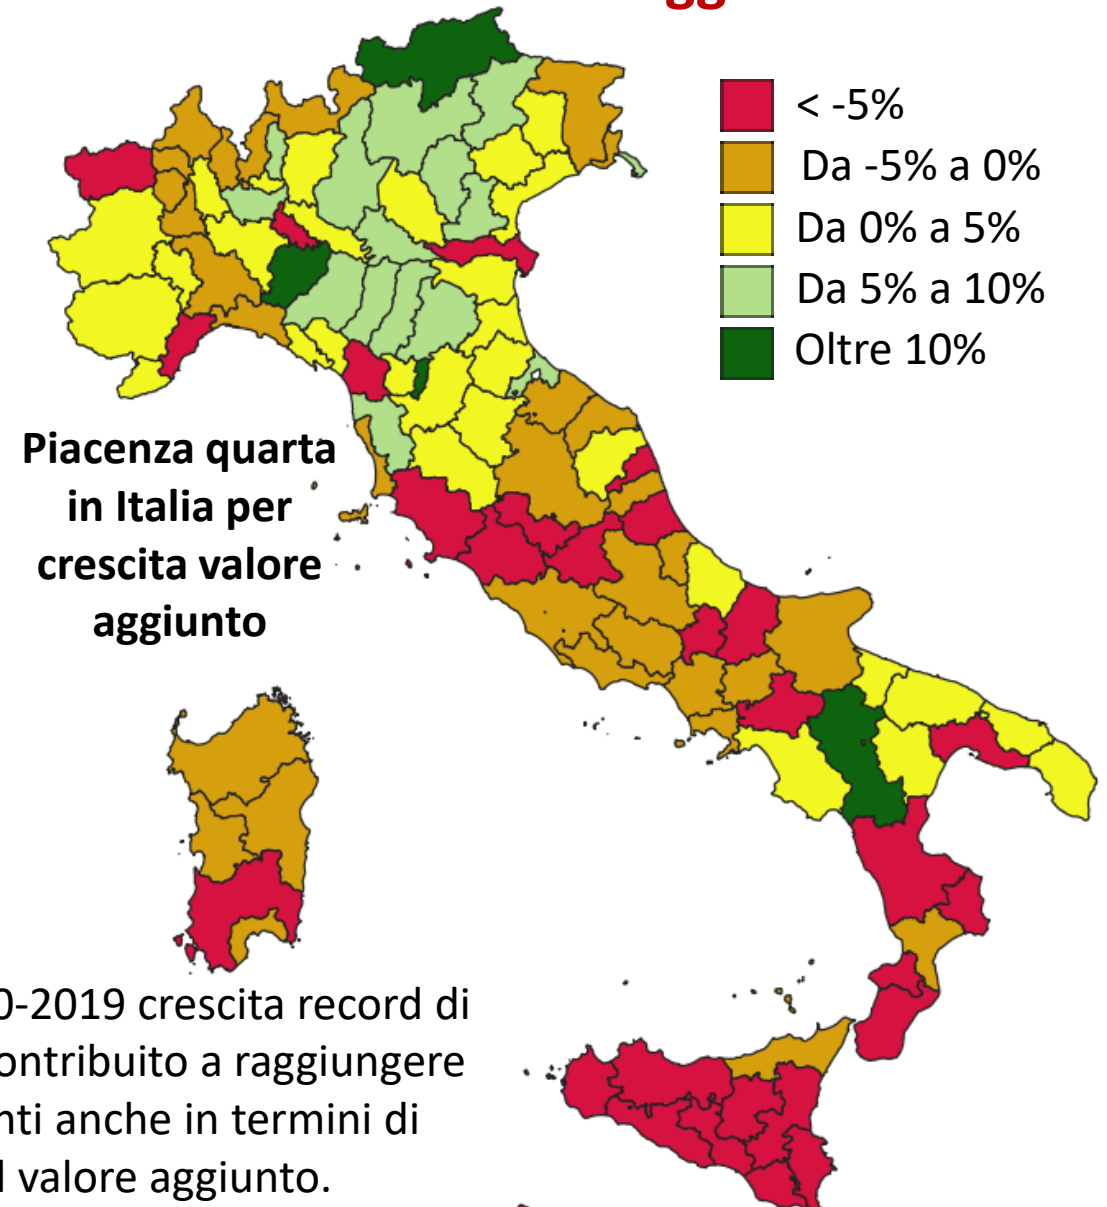 gg
< -5%
Da -5% a 0%
Da 0% a 5%
Da 5% a 10%
Oltre 10%
Piacenza quarta
in Italia per
crescita valore
aggiunto
0-2019 crescita record di
ontribuito a raggiungere
nti anche in termini di
l valore aggiunto.